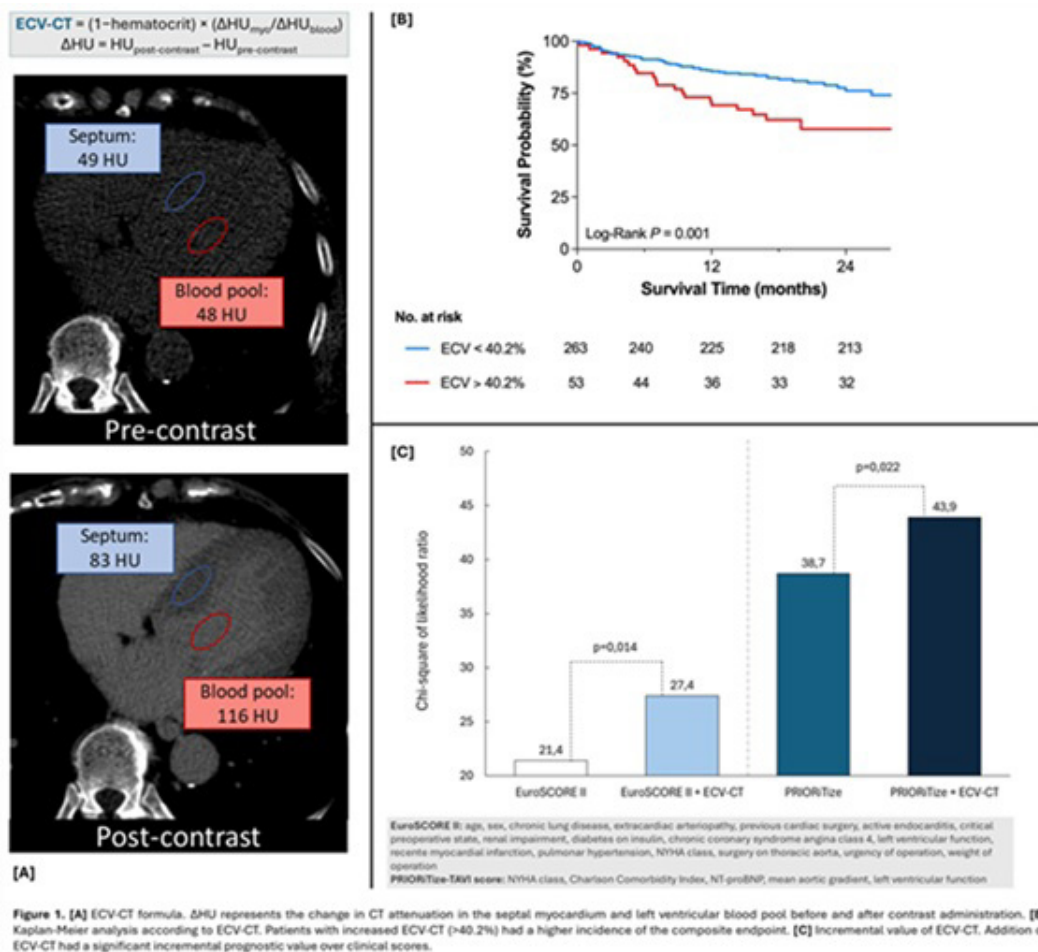 ECV-CT = (1−hematocrit) × (ΔHUmyo/ΔHUblood)
ΔHU = HUpost-contrast – HUpre-contrast
Septum:
49 HU
Blood pool:
48 HU
Pre-contrast
Septum:
83 HU
Blood pool:
116 HU
Post-contrast
[A]
[B]
Survival Probability (%)
100
75
50
25
0
Log-Rank P = 0.001
0
12
24
Survival Time (months)
No. at risk
ECV < 40.2% 263 240 225 218 213
ECV > 40.2% 53 44 36 33 32
[C]
Chi-square of likelihood ratio
50
45
40
35
30
25
20
p=0,014
p=0,022
21,4
27,4
38,7
43,9
EuroSCORE II
EuroSCORE II + ECV-CT
PRIORiTize
PRIORiTize + ECV-CT
EuroSCORE II: age, sex, chronic lung disease, extracardiac arteriopathy, previous cardiac surgery, active endocarditis, critical
preoperative state, renal impairment, diabetes on insulin, chronic coronary syndrome angina class 4, left ventricular function,
recente myocardial infarction, pulmonary hypertension, NYHA class, surgery on thoracic aorta, urgency of operation, weight of
operation
PRIORiTize-TAVI score: NYHA class, Charlson Comorbidity Index, NT-proBNP, mean aortic gradient, left ventricular function
Figure 1. [A] ECV-CT formula. ΔHU represents the change in CT attenuation in the septal myocardium and left ventricular blood pool before and after contrast administration.
Kaplan-Meier analysis according to ECV-CT. Patients with increased ECV-CT (>40.2%) had a higher incidence of the composite endpoint. [C] Incremental value of ECV-CT. Addition
ECV-CT had a significant incremental prognostic value over clinical scores.